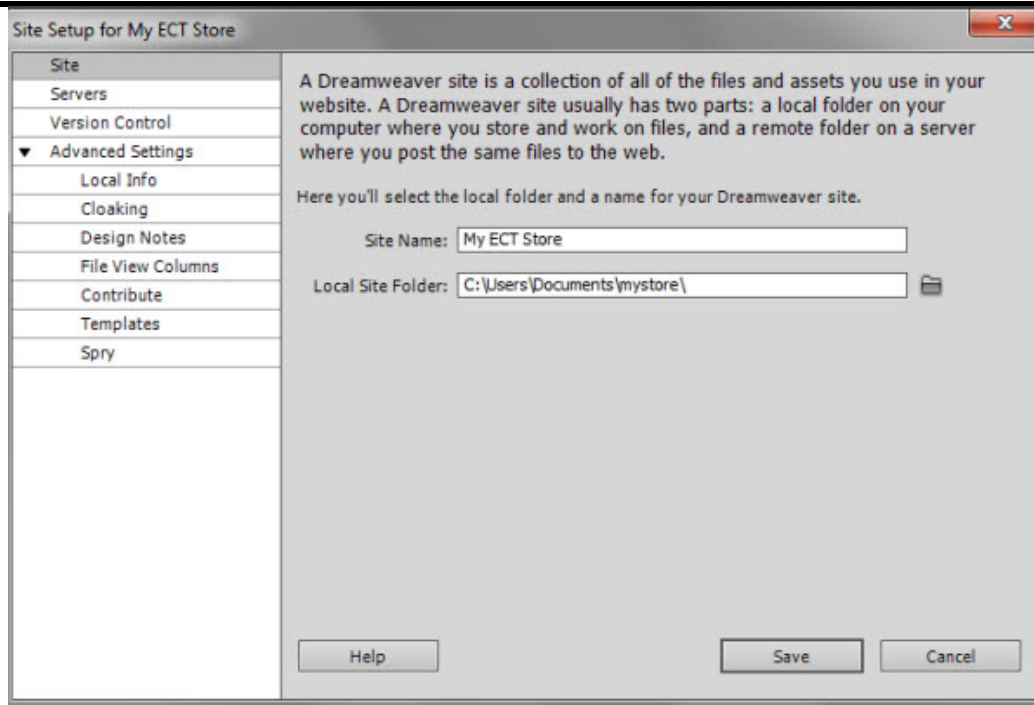 Site Setup for My ECT Store
Site
Servers
Version Control
Advanced Settings
Local Info
Cloaking
Design Notes
File View Columns
Contribute
Templates
Spry
A Dreamweaver site is a collection of all of the files and assets you use in your
website. A Dreamweaver site usually has two parts: a local folder on your
computer where you store and work on files, and a remote folder on a server
where you post the same files to the web.
Here you'll select the local folder and a name for your Dreamweaver site.
Site Name: My ECT Store
Local Site Folder: C:\Users\Documents\mystore\
Help Save Cancel